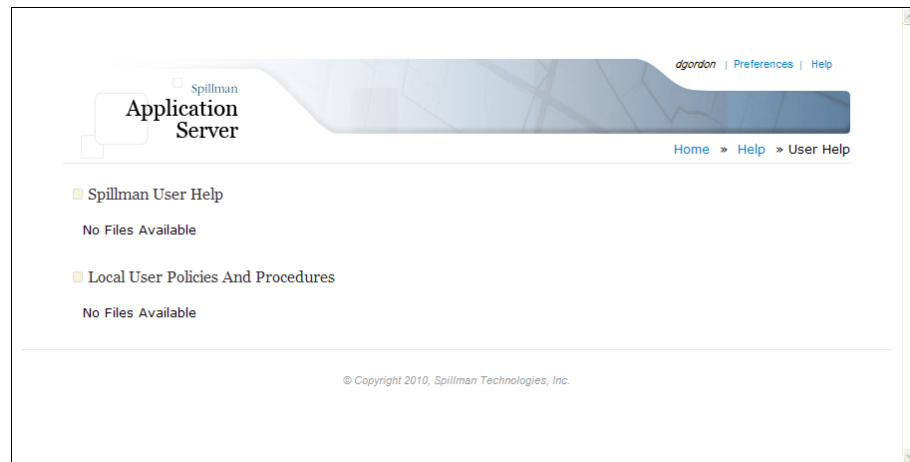 dgordon | Preferences | Help
Spillman
Application
Server
Home » Help » User Help
Spillman User Help
No Files Available
Local User Policies And Procedures
No Files Available
© Copyright 2010, Spillman Technologies, Inc.